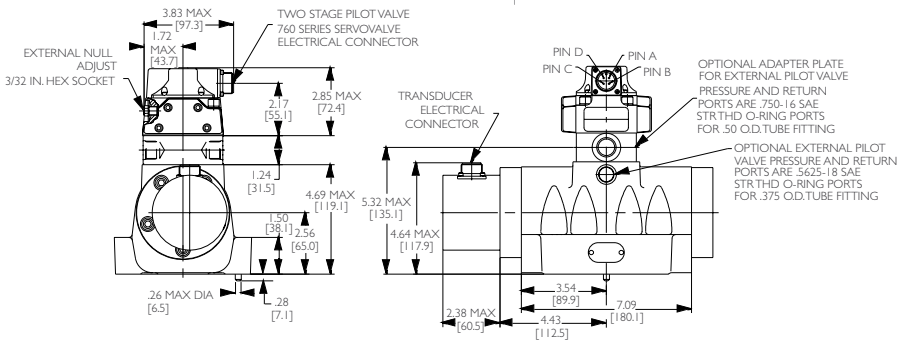 3.83 MAX
[97.3]
1.72
MAX
[43.7]
TWO STAGE PILOT VALVE
760 SERIES SERVOVALVE
ELECTRICAL CONNECTOR
EXTERNAL NULL
ADJUST
3/32 IN. HEX SOCKET
2.17
[55.1]
2.85 MAX
[72.4]
1.24
[31.5]
4.69 MAX
[119.1]
1.50
[38.1]
2.56
[65.0]
.26 MAX DIA
[6.5]
.28
[7.1]
PIN D
PIN A
PIN C
PIN B
TRANSDUCER
ELECTRICAL
CONNECTOR
OPTIONAL ADAPTER PLATE
FOR EXTERNAL PILOT VALVE
PRESSURE AND RETURN
PORTS ARE .750-16 SAE
STR THD O-RING PORTS
FOR .50 O.D. TUBE FITTING
OPTIONAL EXTERNAL PILOT
VALVE PRESSURE AND RETURN
PORTS ARE .5625-18 SAE
STR THD O-RING PORTS
FOR .375 O.D. TUBE FITTING
5.32 MAX
[135.1]
4.64 MAX
[117.9]
3.54
[89.9]
7.09
[180.1]
2.38 MAX
[60.5]
4.43
[112.5]